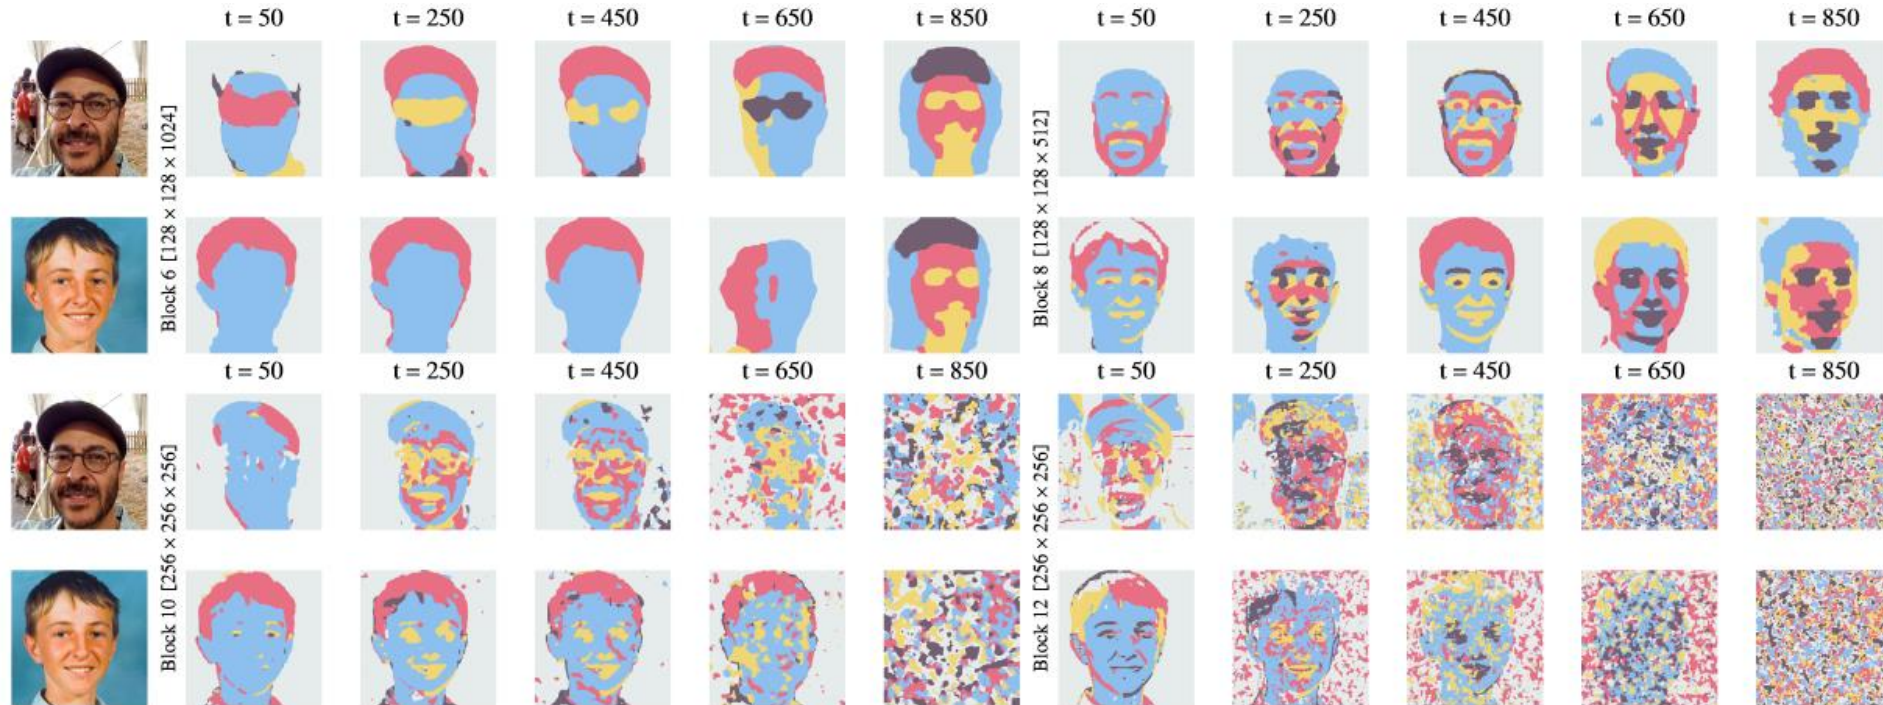 t = 50 t = 250 t = 450 t = 650 t = 850 t = 50 t = 250 t = 450 t = 650 t = 850
Block 6 [128 × 128 × 1024]
Block 8 [128 × 128 × 512]
t = 50 t = 250 t = 450 t = 650 t = 850 t = 50 t = 250 t = 450 t = 650 t = 850
Block 10 [256 × 256 × 256]
Block 12 [256 × 256 × 256]